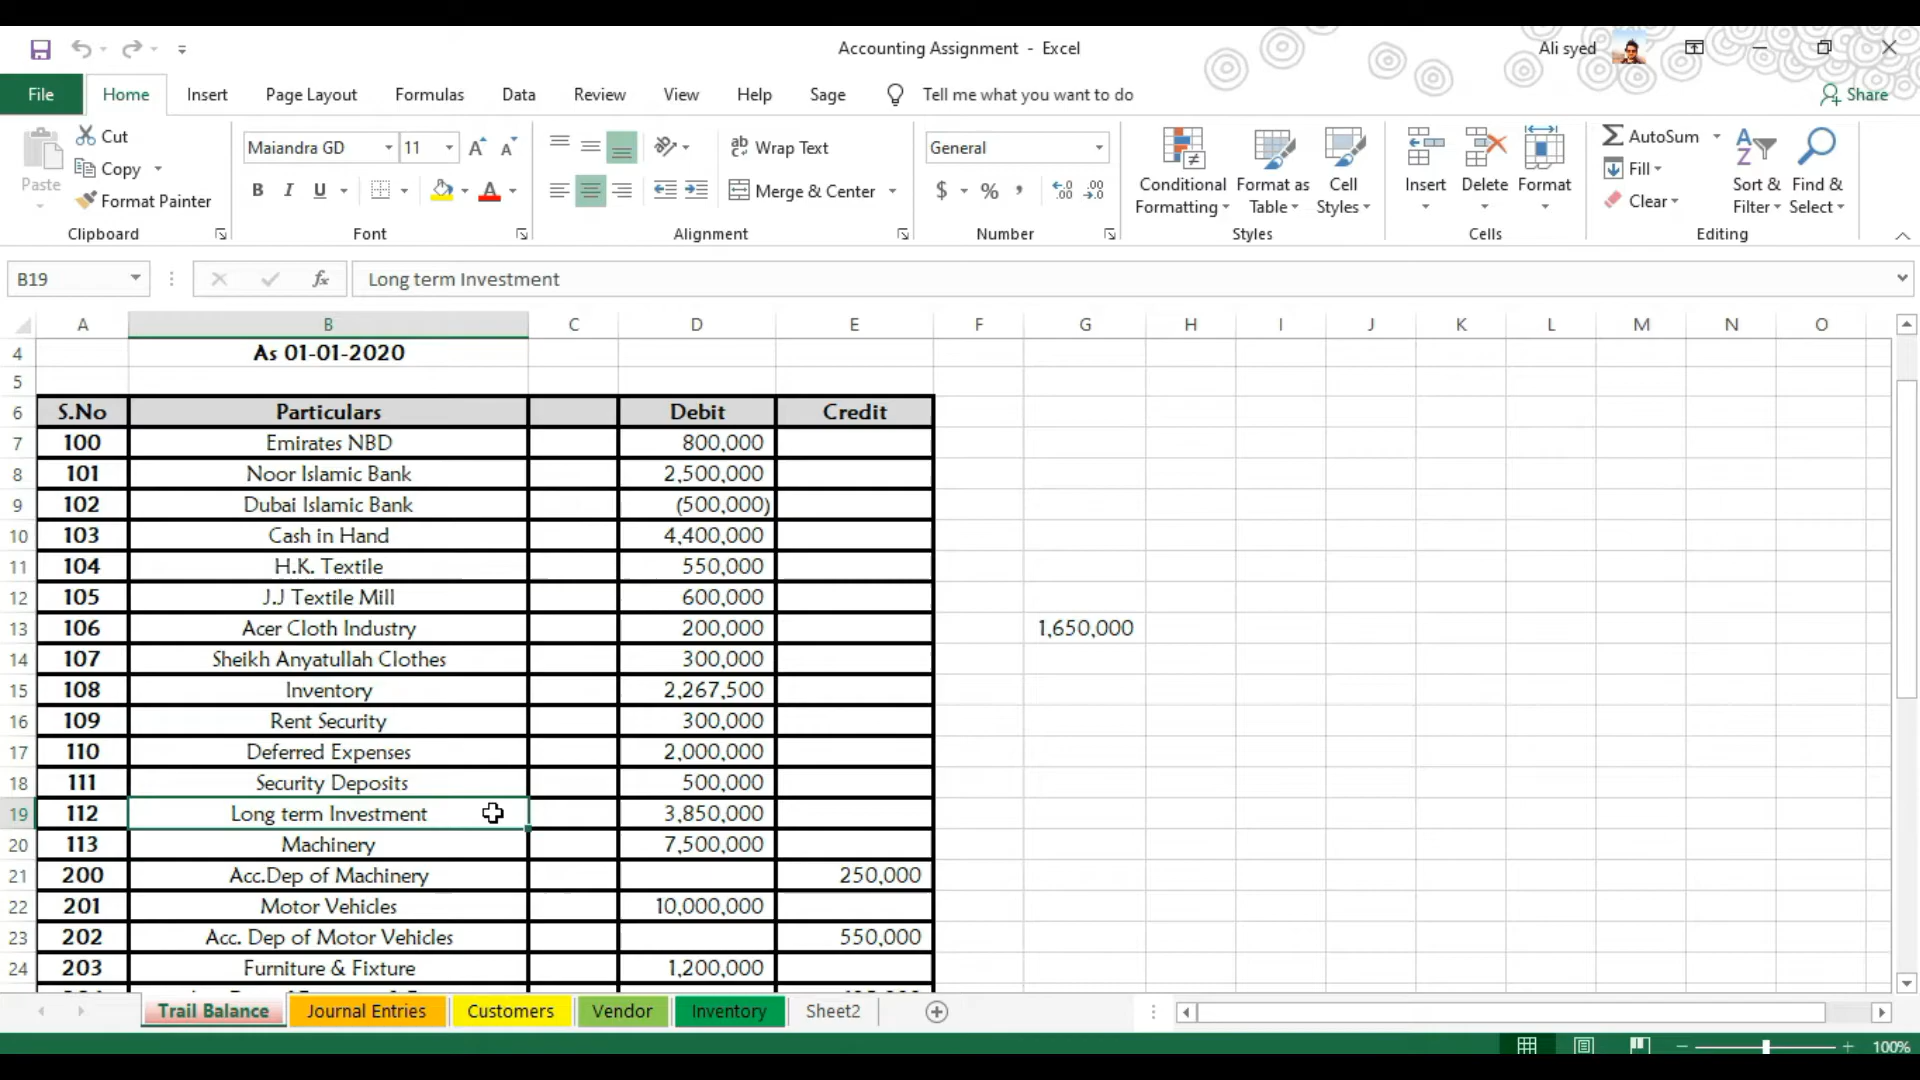 Accounting Assignment - Excel
Ali syed
File Home Insert Page Layout Formulas Data Review View Help Sage Tell me what you want to do Share
Paste Cut Copy Format Painter Clipboard
Maiandra GD 11 A A B I U A Font
Wrap Text Merge & Center Alignment
General $ % , Number
Conditional Formatting Format as Table Cell Styles Styles
Insert Delete Format Cells
AutoSum Fill Clear Sort & Filter Find & Select Editing
B19 fx Long term Investment
A B C D E F G H I J K L M N O
4 As 01-01-2020
5
6 S.No Particulars Debit Credit
7 100 Emirates NBD 800,000
8 101 Noor Islamic Bank 2,500,000
9 102 Dubai Islamic Bank (500,000)
10 103 Cash in Hand 4,400,000
11 104 H.K. Textile 550,000
12 105 J.J Textile Mill 600,000
13 106 Acer Cloth Industry 200,000 1,650,000
14 107 Sheikh Anyatullah Clothes 300,000
15 108 Inventory 2,267,500
16 109 Rent Security 300,000
17 110 Deferred Expenses 2,000,000
18 111 Security Deposits 500,000
19 112 Long term Investment 3,850,000
20 113 Machinery 7,500,000
21 200 Acc.Dep of Machinery 250,000
22 201 Motor Vehicles 10,000,000
23 202 Acc. Dep of Motor Vehicles 550,000
24 203 Furniture & Fixture 1,200,000
Trail Balance Journal Entries Customers Vendor Inventory Sheet2
100%